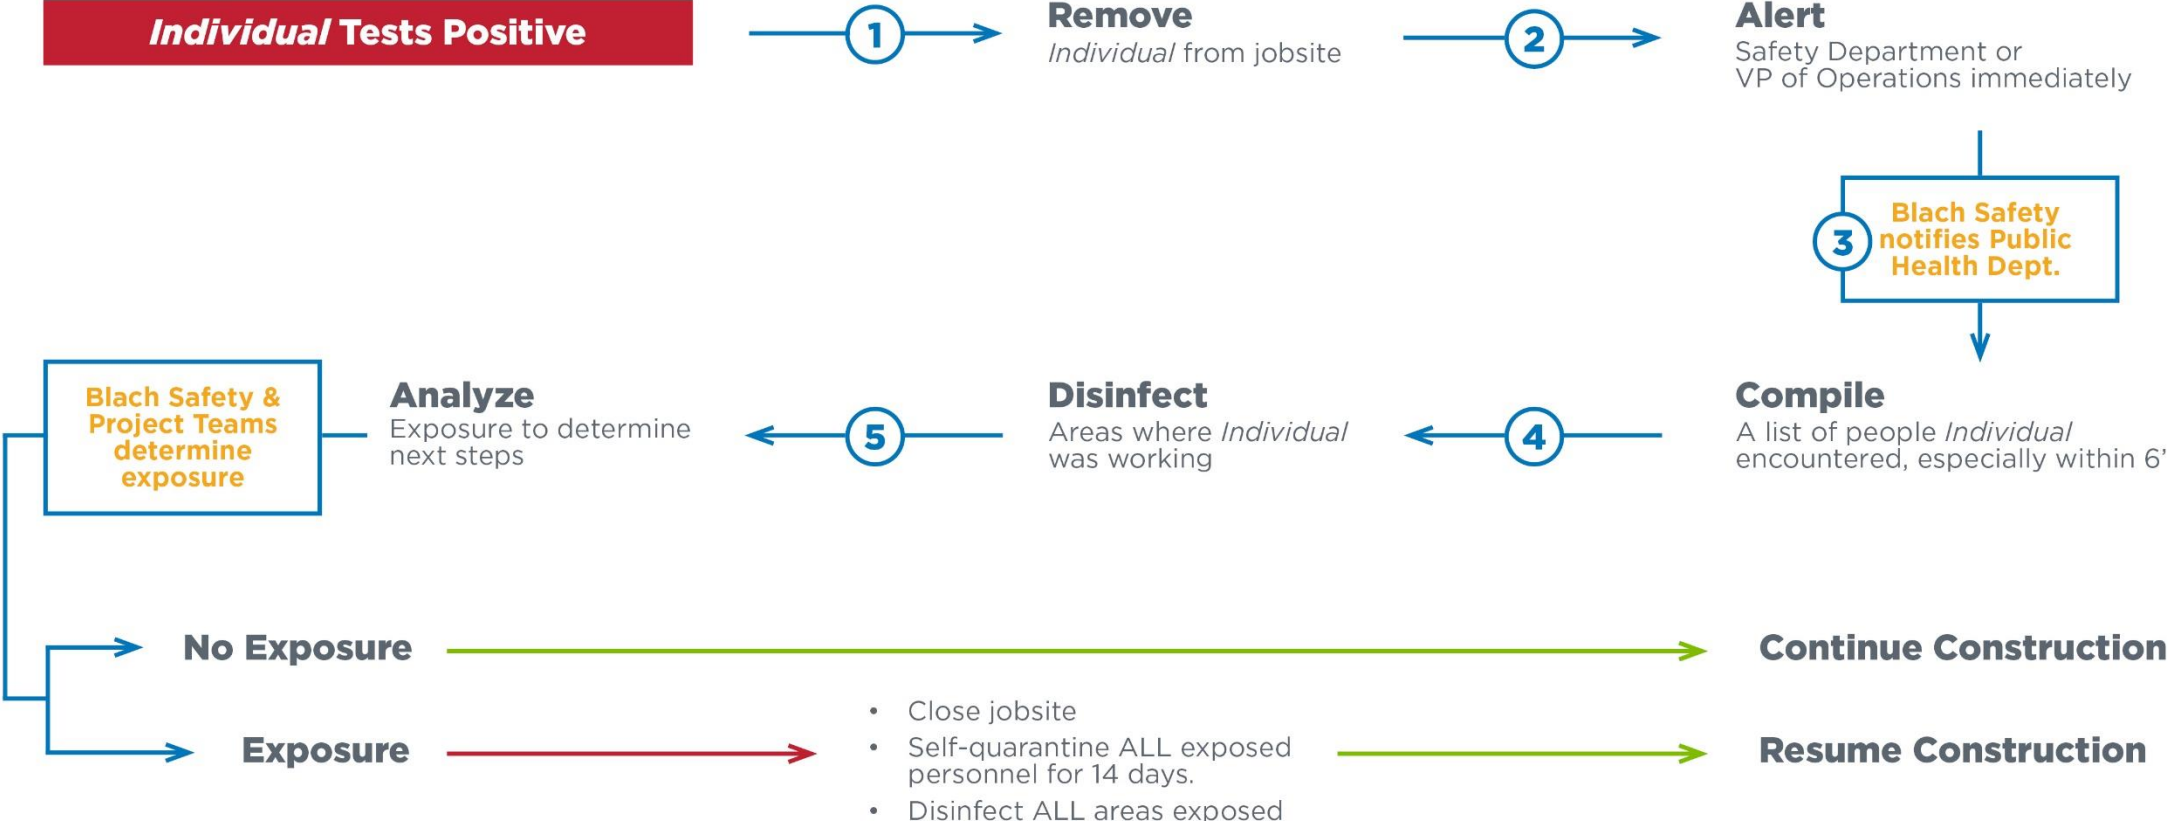 Individual Tests Positive
1
Remove
Individual from jobsite
2
Alert
Safety Department or
VP of Operations immediately
3
Blach Safety
notifies Public
Health Dept.
Compile
A list of people Individual
encountered, especially within 6’
4
Disinfect
Areas where Individual
was working
5
Analyze
Exposure to determine
next steps
Blach Safety &
Project Teams
determine
exposure
No Exposure
Continue Construction
Exposure
• Close jobsite
• Self-quarantine ALL exposed
personnel for 14 days.
• Disinfect ALL areas exposed
Resume Construction